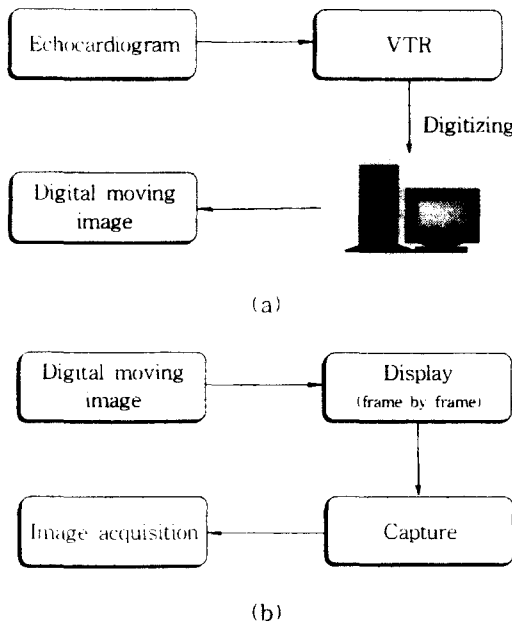 Echocardiogram
VTR
Digitizing
Digital moving
image
(a)
Digital moving
image
Display
(frame by frame)
Capture
Image acquisition
(b)